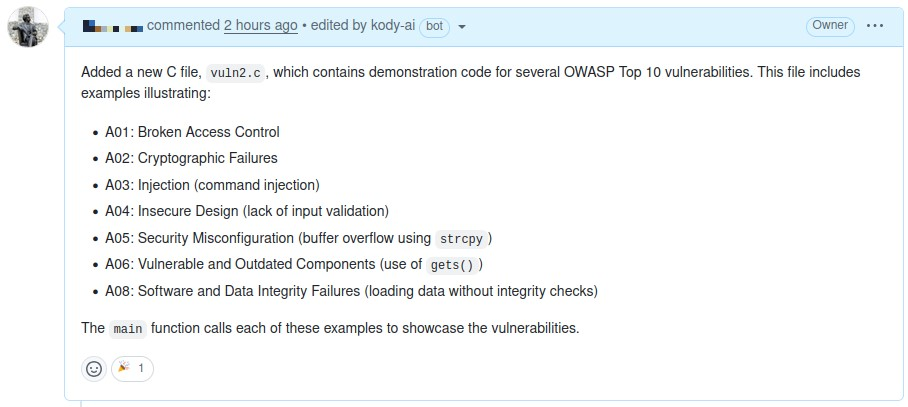 commented 2 hours ago • edited by kody-ai bot
Owner
Added a new C file, vuln2.c, which contains demonstration code for several OWASP Top 10 vulnerabilities. This file includes
examples illustrating:
• A01: Broken Access Control
• A02: Cryptographic Failures
• A03: Injection (command injection)
• A04: Insecure Design (lack of input validation)
• A05: Security Misconfiguration (buffer overflow using strcpy)
• A06: Vulnerable and Outdated Components (use of gets())
• A08: Software and Data Integrity Failures (loading data without integrity checks)
The main function calls each of these examples to showcase the vulnerabilities.
1